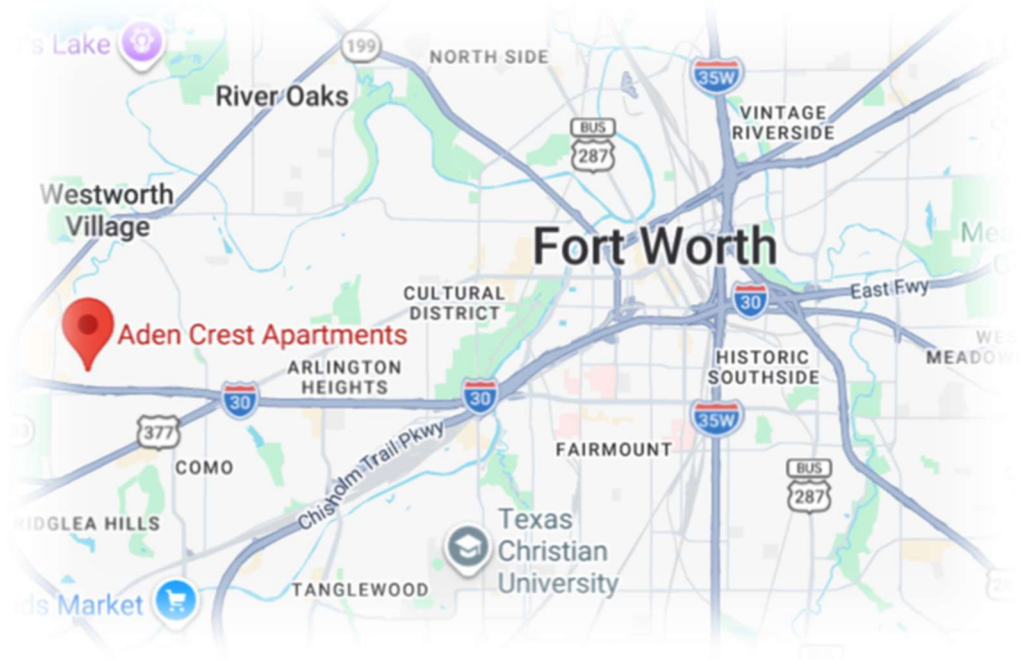 's Lake
199
NORTH SIDE
35W
River Oaks
VINTAGE
RIVERSIDE
BUS
287
Westworth
Village
Fort Worth
CULTURAL
DISTRICT
30
East Fwy
Aden Crest Apartments
ARLINGTON
HEIGHTS
HISTORIC
SOUTHSIDE
MEADOW
30
30
35W
377
Chisholm Trail Pkwy
FAIRMOUNT
COMO
BUS
287
RIDGLEA HILLS
Texas
Christian
University
TANGLEWOOD
ds Market